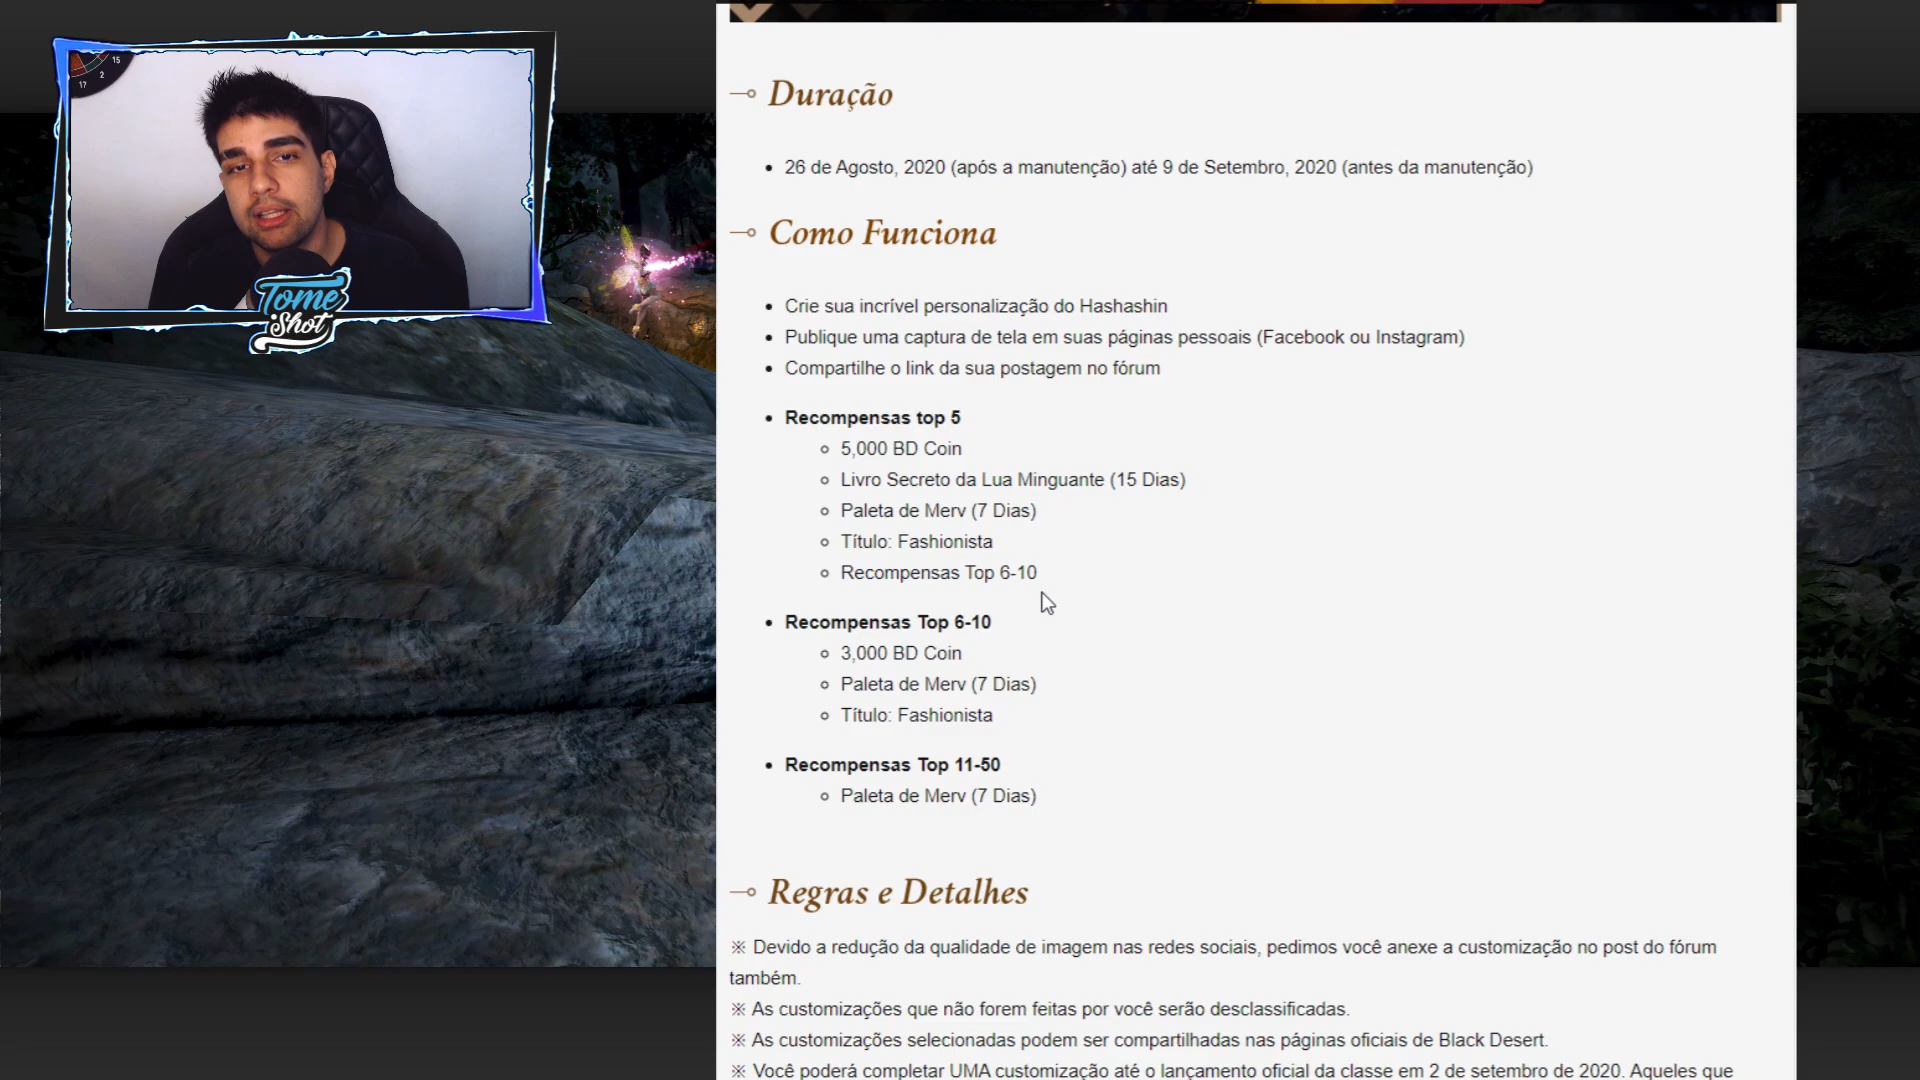 15
2
17
Tome
Shot
Duração
26 de Agosto, 2020 (após a manutenção) até 9 de Setembro, 2020 (antes da manutenção)
Como Funciona
Crie sua incrível personalização do Hashashin
Publique uma captura de tela em suas páginas pessoais (Facebook ou Instagram)
Compartilhe o link da sua postagem no fórum
Recompensas top 5
5,000 BD Coin
Livro Secreto da Lua Minguante (15 Dias)
Paleta de Merv (7 Dias)
Título: Fashionista
Recompensas Top 6-10
Recompensas Top 6-10
3,000 BD Coin
Paleta de Merv (7 Dias)
Título: Fashionista
Recompensas Top 11-50
Paleta de Merv (7 Dias)
Regras e Detalhes
※ Devido a redução da qualidade de imagem nas redes sociais, pedimos você anexe a customização no post do fórum
também.
※ As customizações que não forem feitas por você serão desclassificadas.
※ As customizações selecionadas podem ser compartilhadas nas páginas oficiais de Black Desert.
※ Você poderá completar UMA customização até o lançamento oficial da classe em 2 de setembro de 2020. Aqueles que